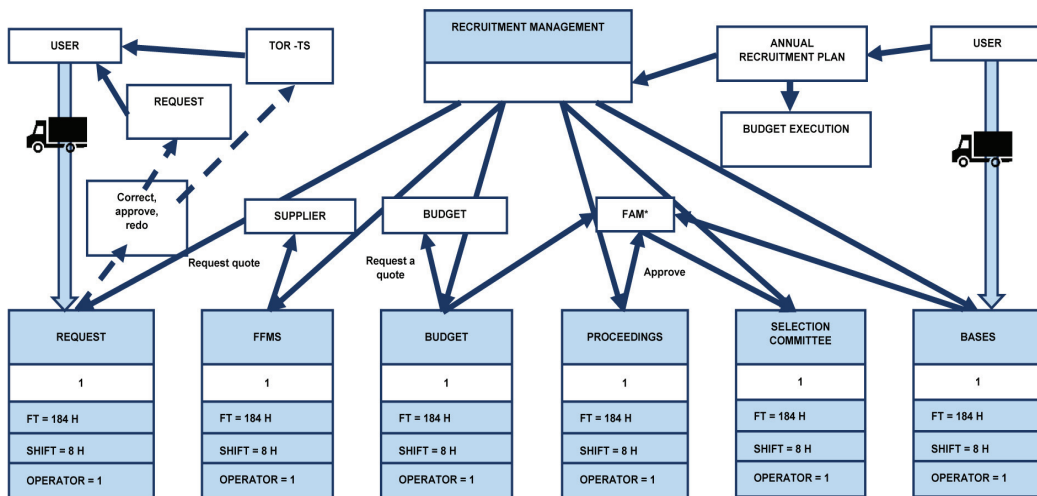 RECRUITMENT MANAGEMENT
USER
TOR -TS
ANNUAL
RECRUITMENT PLAN
USER
REQUEST
BUDGET EXECUTION
Correct,
approve,
redo
SUPPLIER
BUDGET
FAM*
Request quote
Request a
quote
Approve
REQUEST
1
FT = 184 H
SHIFT = 8 H
OPERATOR = 1
FFMS
1
FT = 184 H
SHIFT = 8 H
OPERATOR = 1
BUDGET
1
FT = 184 H
SHIFT = 8 H
OPERATOR = 1
PROCEEDINGS
1
FT = 184 H
SHIFT = 8 H
OPERATOR = 1
SELECTION
COMMITTEE
1
FT = 184 H
SHIFT = 8 H
OPERATOR = 1
BASES
1
FT = 184 H
SHIFT = 8 H
OPERATOR = 1